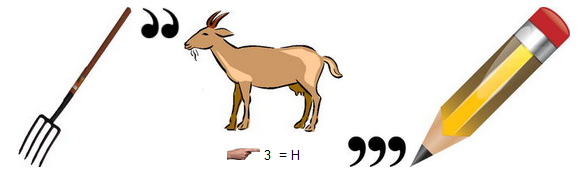 ,,
3 = H
,,,